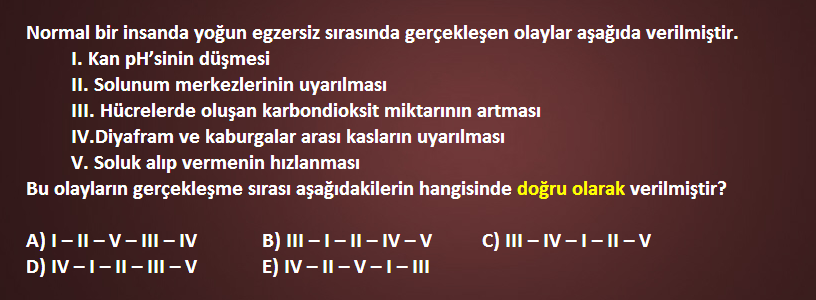 Normal bir insanda yoğun egzersiz sırasında gerçekleşen olaylar aşağıda verilmiştir.
I. Kan pH’sinin düşmesi
II. Solunum merkezlerinin uyarılması
III. Hücrelerde oluşan karbondioksit miktarının artması
IV.Diyafram ve kaburgalar arası kasların uyarılması
V. Soluk alıp vermenin hızlanması
Bu olayların gerçekleşme sırası aşağıdakilerin hangisinde doğru olarak verilmiştir?
A) I – II – V – III – IV B) III – I – II – IV – V C) III – IV – I – II – V
D) IV – I – II – III – V E) IV – II – V – I – III